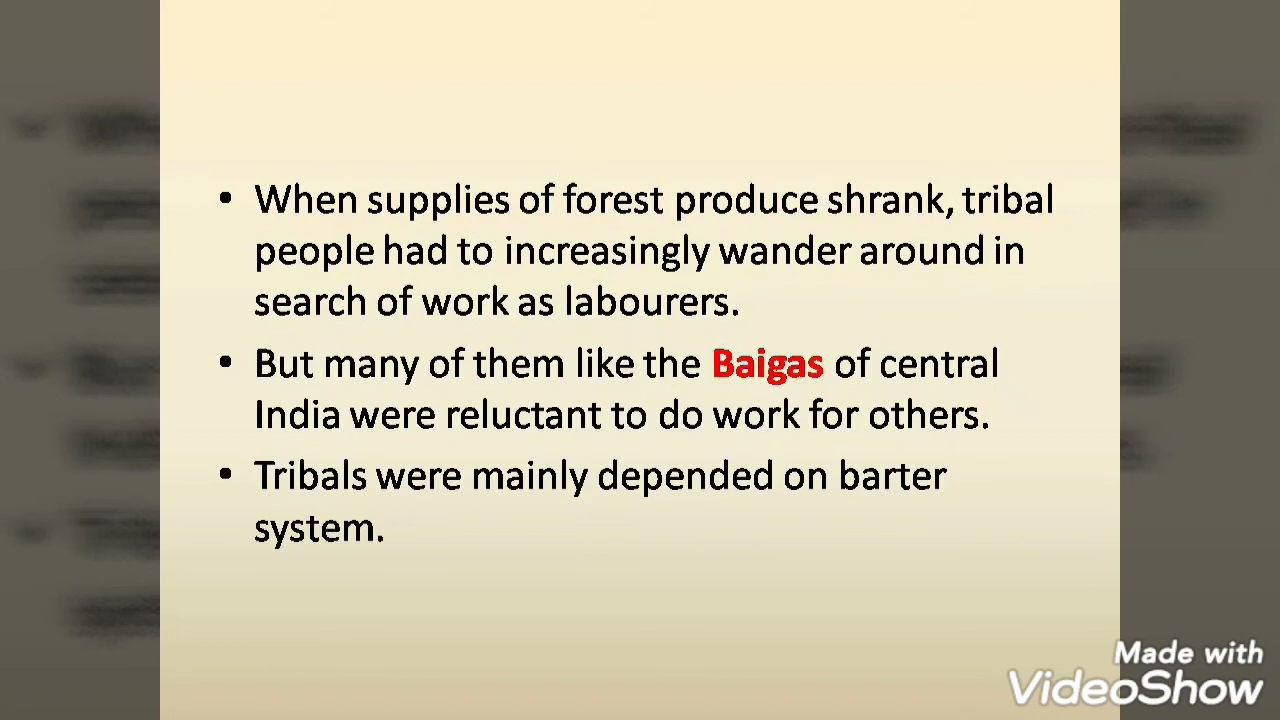 • When supplies of forest produce shrank, tribal
people had to increasingly wander around in
search of work as labourers.
• But many of them like the Baigas of central
India were reluctant to do work for others.
• Tribals were mainly depended on barter
system.
Made with
VideoShow